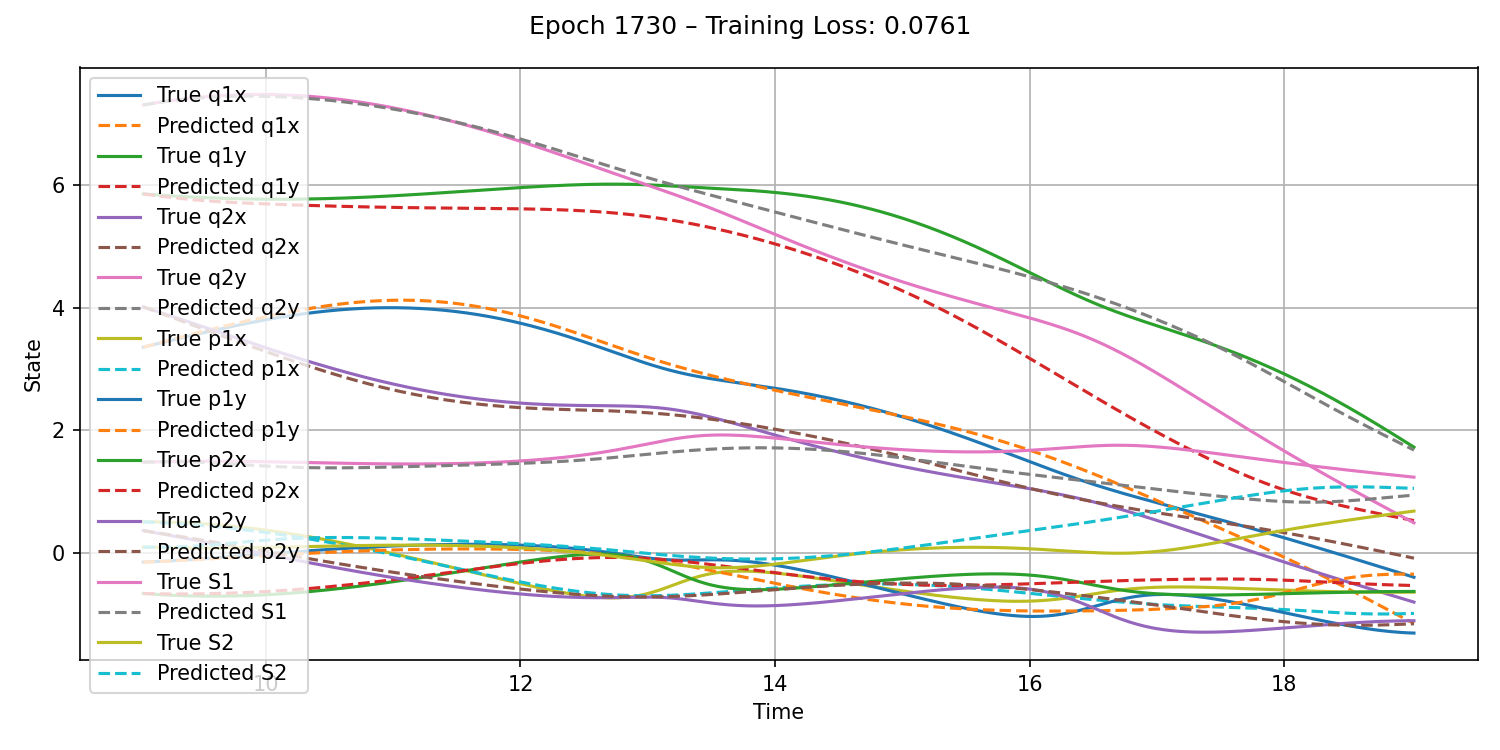 Epoch 1730 – Training Loss: 0.0761
State
6
4
2
0
True q1x
Predicted q1x
True q1y
Predicted q1y
True q2x
Predicted q2x
True q2y
Predicted q2y
True p1x
Predicted p1x
True p1y
Predicted p1y
True p2x
Predicted p2x
True p2y
Predicted p2y
True S1
Predicted S1
True S2
Predicted S2
10 12 14 16 18
Time